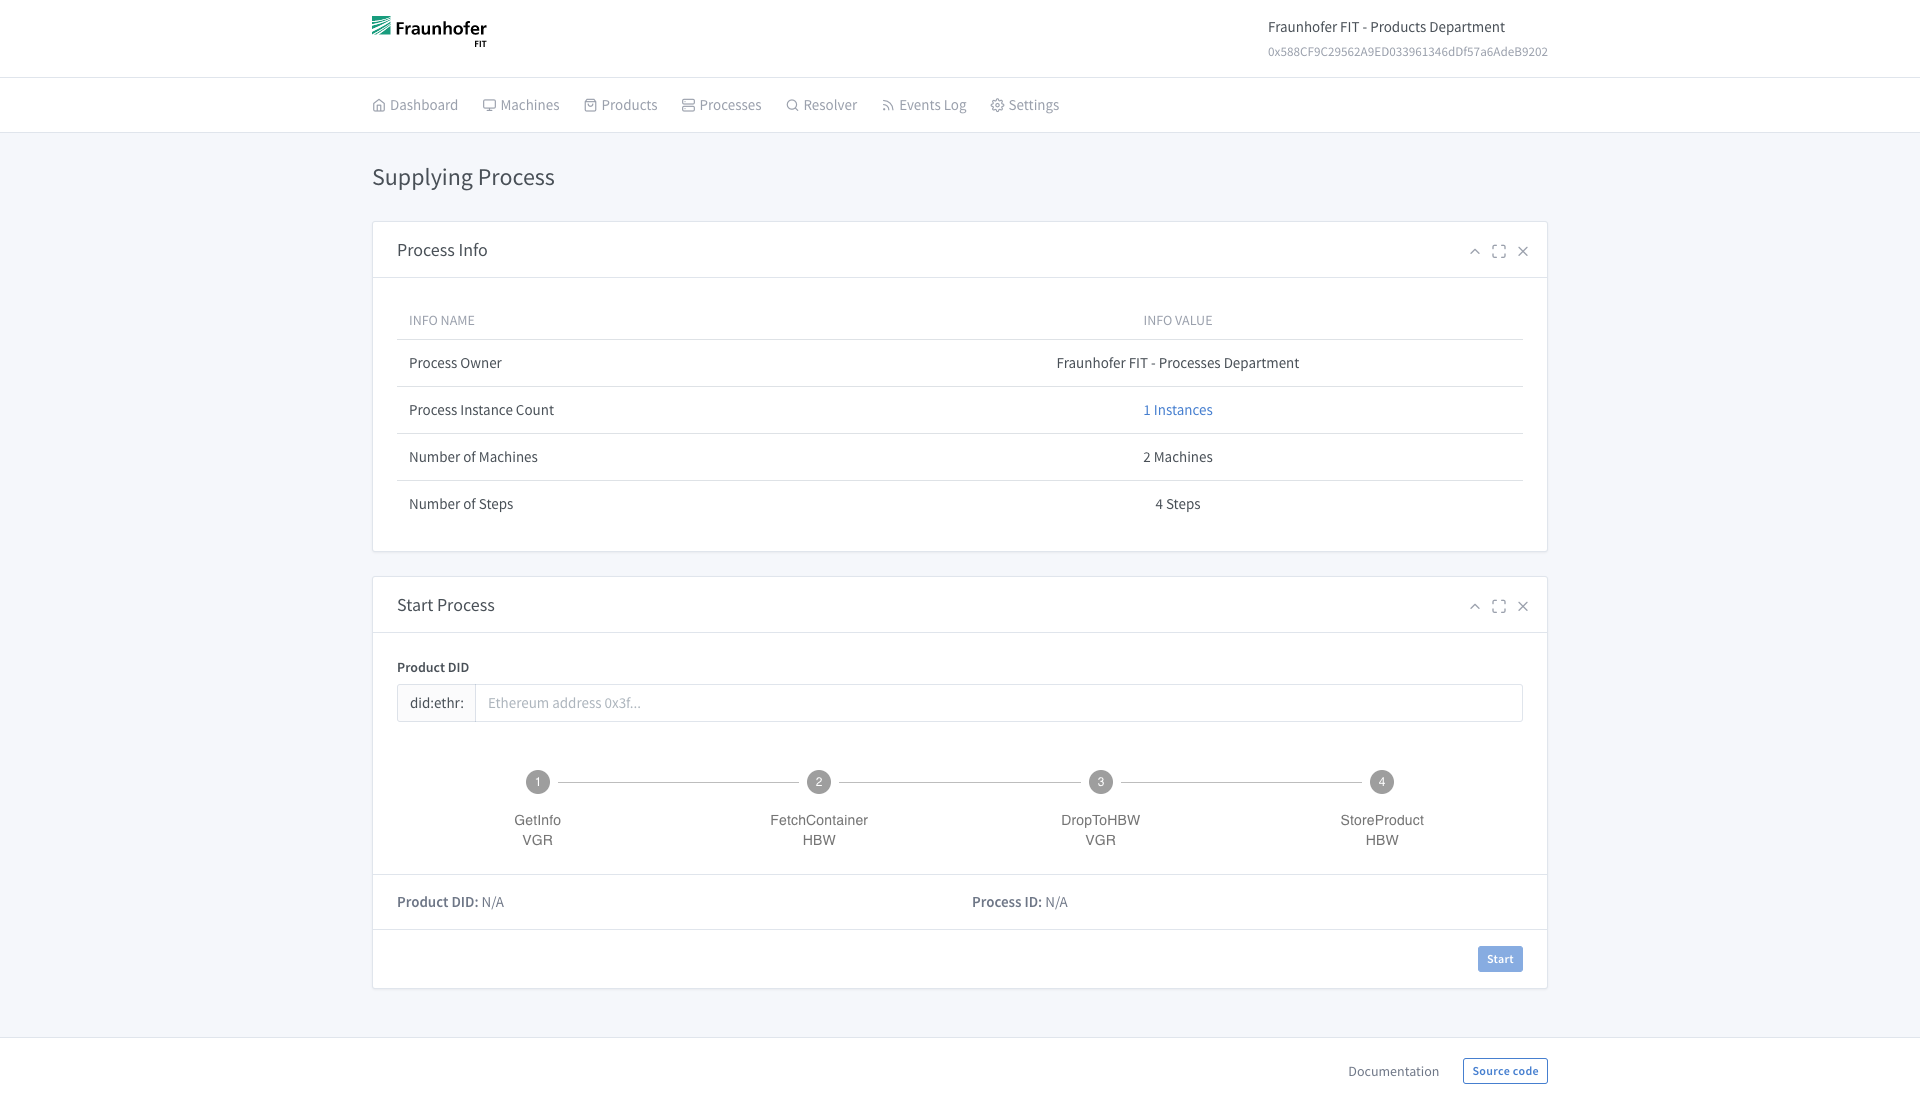 Fraunhofer
FIT
Fraunhofer FIT - Products Department
0x588CF9C29562A9ED033961346dDf57a6AdeB9202
Dashboard Machines Products Processes Resolver Events Log Settings
Supplying Process
Process Info
INFO NAME INFO VALUE
Process Owner Fraunhofer FIT - Processes Department
Process Instance Count 1 Instances
Number of Machines 2 Machines
Number of Steps 4 Steps
Start Process
Product DID
did:ethr: Ethereum address 0x3f...
1 2 3 4
GetInfo FetchContainer DropToHBW StoreProduct
VGR HBW VGR HBW
Product DID: N/A Process ID: N/A
Start
Documentation Source code